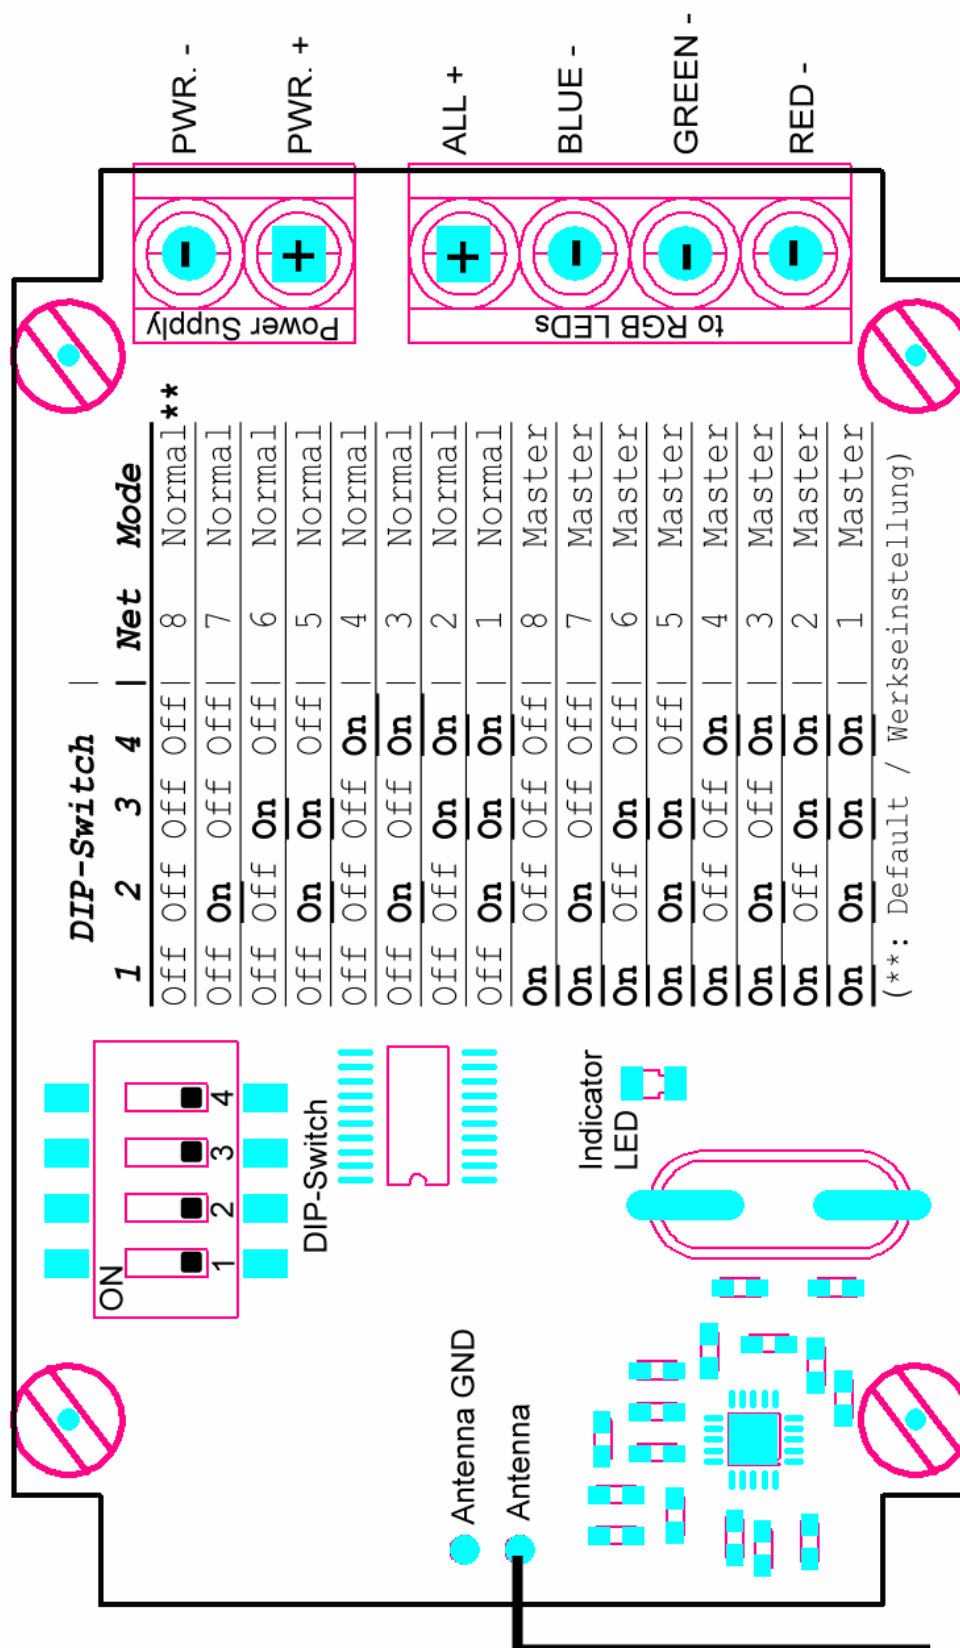 PWR. -
PWR. +
ALL +
BLUE -
GREEN -
RED -
- Power Supply
+
+ to RGB LEDs
-
-
-
DIP-Switch |
1 2 3 4 | Net Mode
Off Off Off Off | 8 Normal**
Off On Off Off | 7 Normal
Off Off On Off | 6 Normal
Off On On Off | 5 Normal
Off Off Off On | 4 Normal
Off On Off On | 3 Normal
Off Off On On | 2 Normal
Off On On On | 1 Normal
On Off Off Off | 8 Master
On On Off Off | 7 Master
On Off On Off | 6 Master
On On On Off | 5 Master
On Off Off On | 4 Master
On On Off On | 3 Master
On Off On On | 2 Master
On On On On | 1 Master
(**: Default / Werkseinstellung)
ON
1 2 3 4
DIP-Switch
Indicator
LED
Antenna GND
Antenna